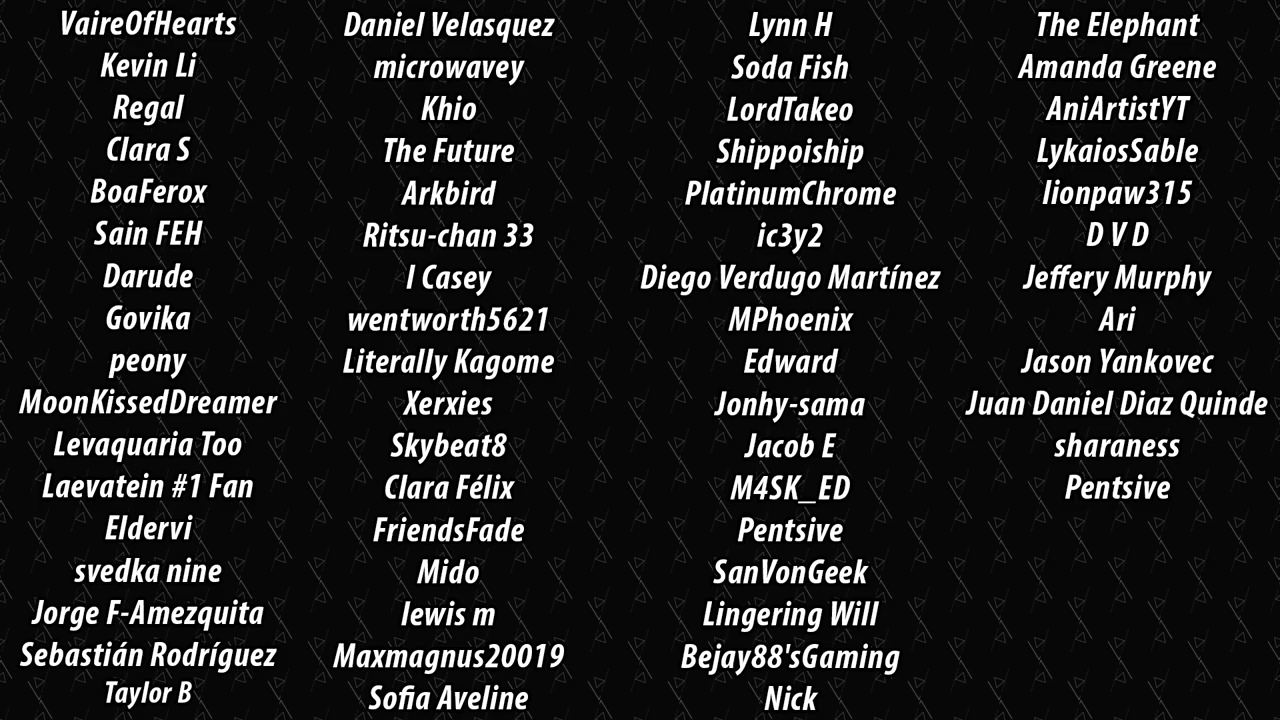 VaireOfHearts
Kevin Li
Regal
Clara S
BoaFerox
Sain FEH
Darude
Govika
peony
MoonKissedDreamer
Levaquaria Too
Laevatein #1 Fan
Eldervi
svedka nine
Jorge F-Amezquita
Sebastián Rodríguez
Taylor B
Daniel Velasquez
microwavey
Khio
The Future
Arkbird
Ritsu-chan 33
I Casey
wentworth5621
Literally Kagome
Xerxies
Skybeat8
Clara Félix
FriendsFade
Mido
lewis m
Maxmagnus20019
Sofia Aveline
Lynn H
Soda Fish
LordTakeo
Shippoiship
PlatinumChrome
ic3y2
Diego Verdugo Martínez
MPhoenix
Edward
Jonhy-sama
Jacob E
M4SK_ED
Pentsive
SanVonGeek
Lingering Will
Bejay88'sGaming
Nick
The Elephant
Amanda Greene
AniArtistYT
LykaiosSable
lionpaw315
D V D
Jeffery Murphy
Ari
Jason Yankovec
Juan Daniel Diaz Quinde
sharaness
Pentsive